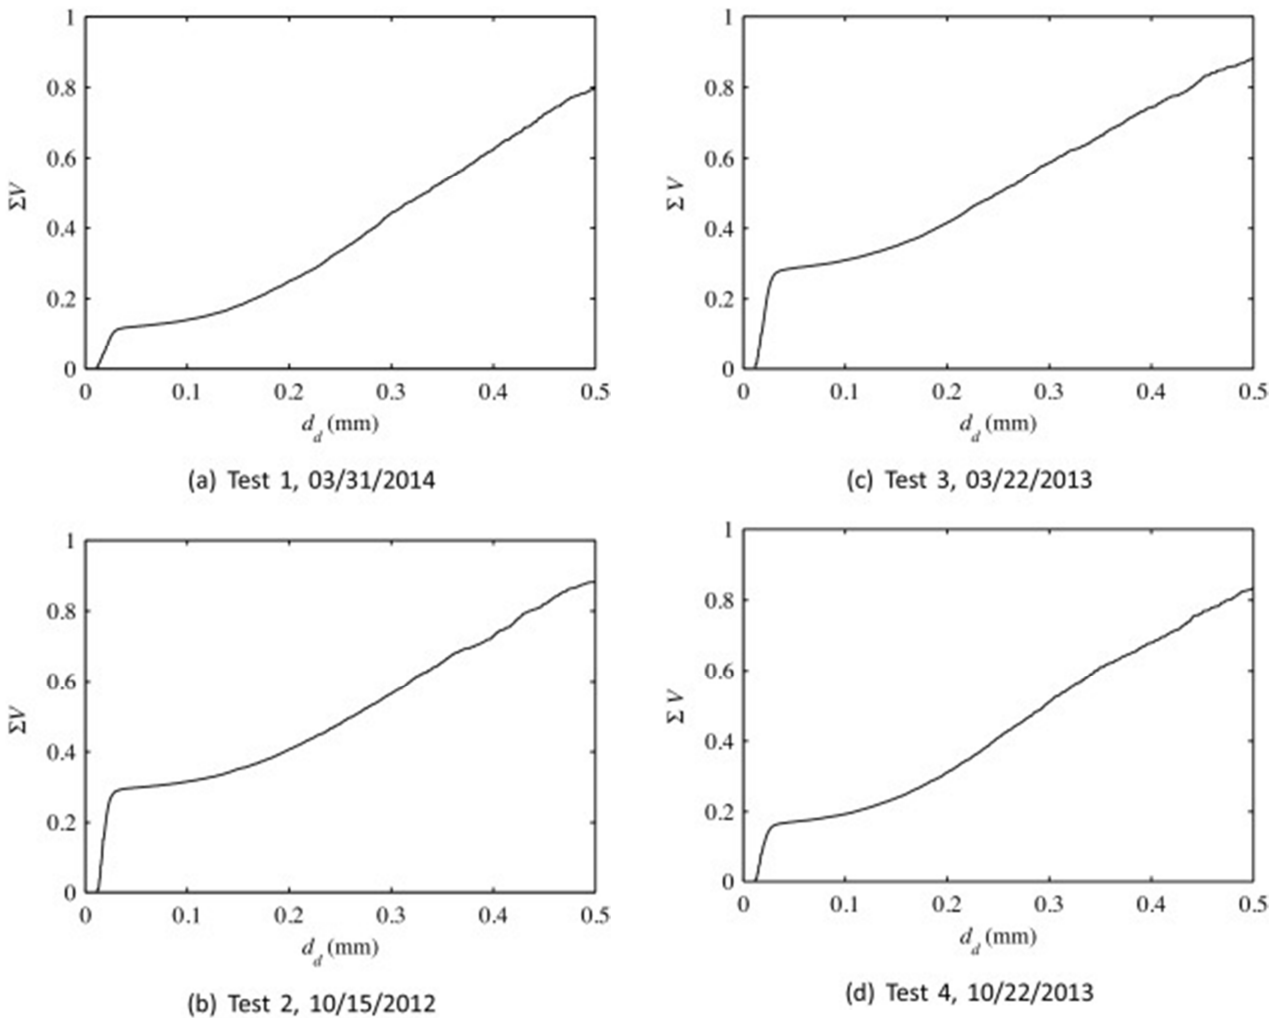 1
0.8
0.6
0.4
0.2
0
ΣV
0 0.1 0.2 0.3 0.4 0.5
d_d (mm)
(a) Test 1, 03/31/2014
1
0.8
0.6
0.4
0.2
0
Σ V
0 0.1 0.2 0.3 0.4 0.5
d_d (mm)
(c) Test 3, 03/22/2013
1
0.8
0.6
0.4
0.2
0
ΣV
0 0.1 0.2 0.3 0.4 0.5
d_d (mm)
(b) Test 2, 10/15/2012
1
0.8
0.6
0.4
0.2
0
Σ V
0 0.1 0.2 0.3 0.4 0.5
d_d (mm)
(d) Test 4, 10/22/2013